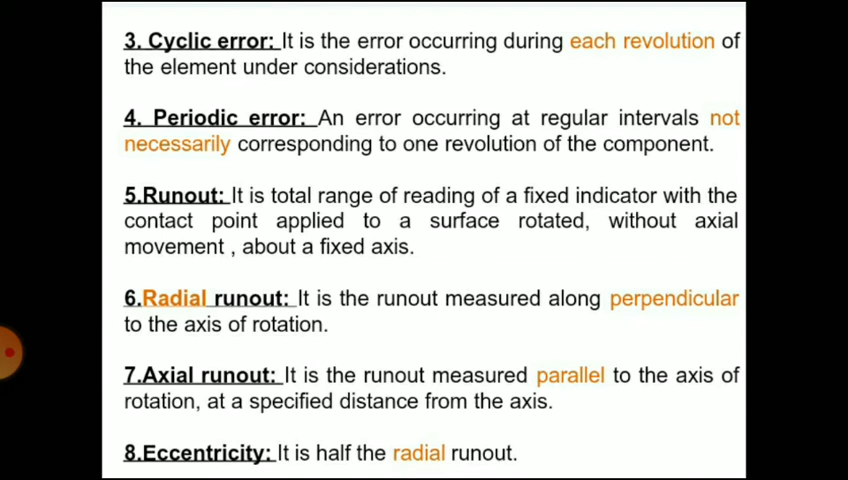 3. Cyclic error: It is the error occurring during each revolution of
the element under considerations.
4. Periodic error: An error occurring at regular intervals not
necessarily corresponding to one revolution of the component.
5.Runout: It is total range of reading of a fixed indicator with the
contact point applied to a surface rotated, without axial
movement , about a fixed axis.
6.Radial runout: It is the runout measured along perpendicular
to the axis of rotation.
7.Axial runout: It is the runout measured parallel to the axis of
rotation, at a specified distance from the axis.
8.Eccentricity: It is half the radial runout.